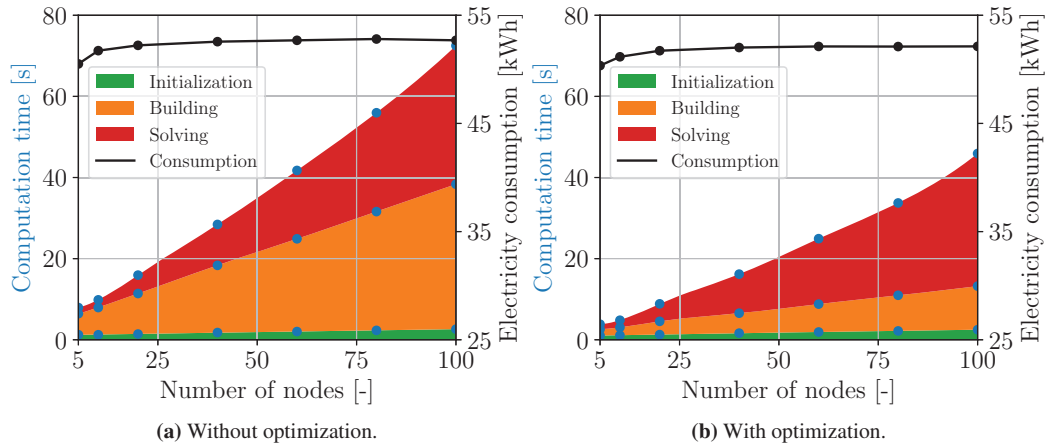 80
60
40
20
0
Computation time [s]
Initialization
Building
Solving
Consumption
55
45
35
25
Electricity consumption [kWh]
5
25
50
75
100
Number of nodes [-]
(a) Without optimization.
80
60
40
20
0
Computation time [s]
Initialization
Building
Solving
Consumption
55
45
35
25
Electricity consumption [kWh]
5
25
50
75
100
Number of nodes [-]
(b) With optimization.